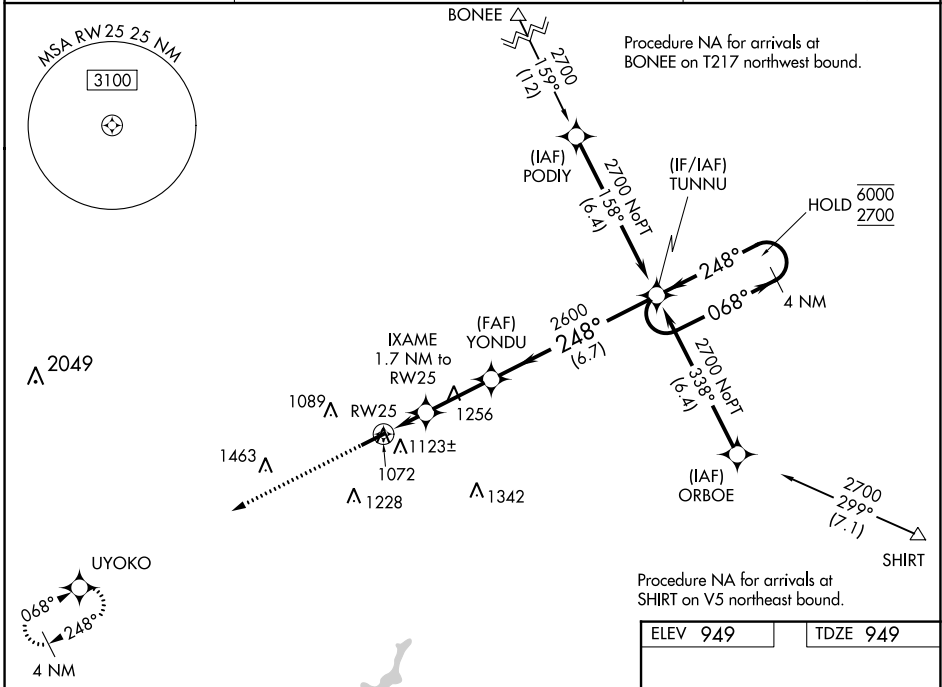 MSA RW25 25 NM
3100
BONEE
2700
159°
(12)
Procedure NA for arrivals at
BONEE on T217 northwest bound.
(IAF)
PODIY
2700 NoPT
158°
(6.4)
(IF/IAF)
TUNNU
HOLD
6000
2700
248°
068°
4 NM
2600
248°
(6.7)
(FAF)
YONDU
IXAME
1.7 NM to
RW25
2049
1089
RW25
1256
1123±
1072
1463
1228
1342
2700 NoPT
338°
(6.4)
(IAF)
ORBOE
2700
299°
(7.1)
SHIRT
UYOKO
068°
248°
4 NM
Procedure NA for arrivals at
SHIRT on V5 northeast bound.
ELEV 949
TDZE 949